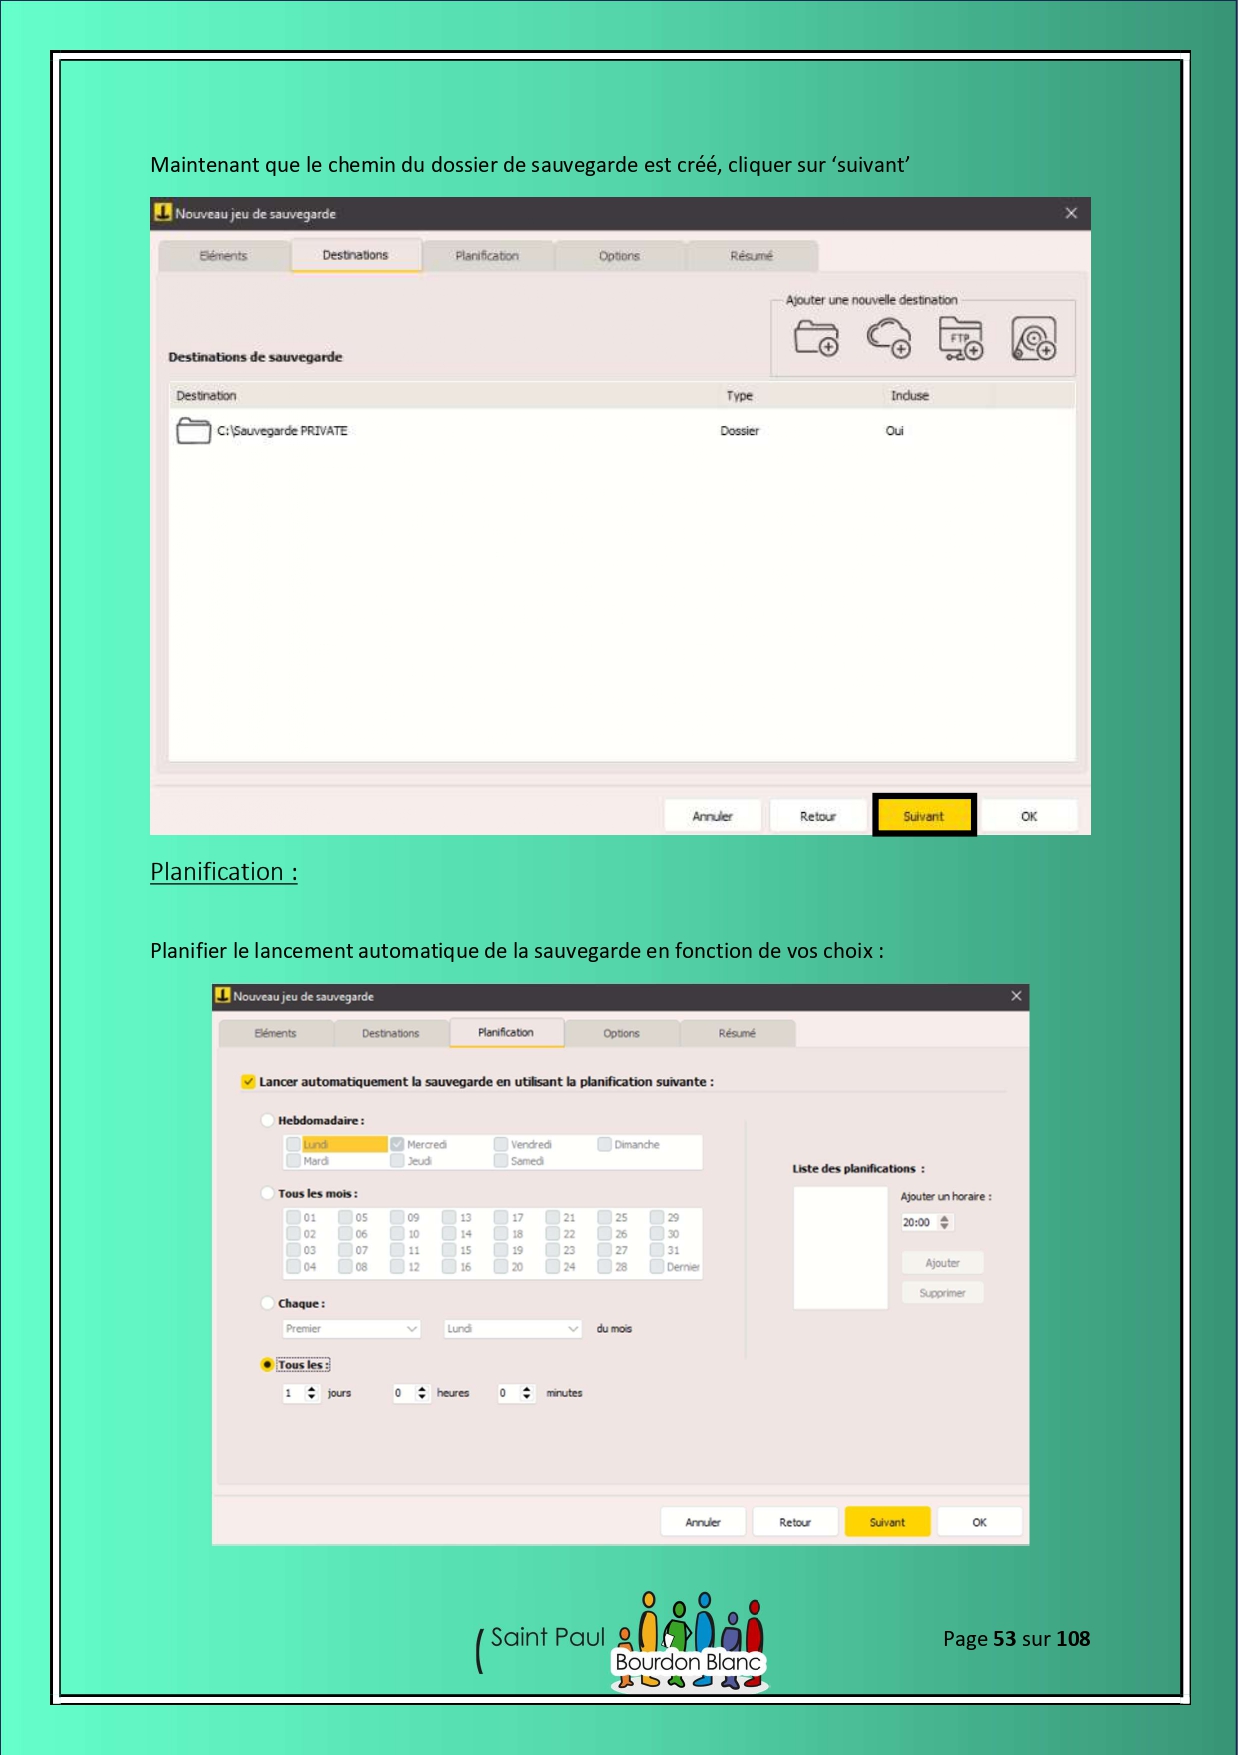 Maintenant que le chemin du dossier de sauvegarde est créé, cliquer sur ‘suivant’
Nouveau jeu de sauvegarde
Eléments Destinations Planification Options Résumé
Ajouter une nouvelle destination
FTP
Destinations de sauvegarde
Destination Type Incluse
C:\Sauvegarde PRIVATE Dossier Oui
Annuler Retour Suivant OK
Planification :
Planifier le lancement automatique de la sauvegarde en fonction de vos choix :
Nouveau jeu de sauvegarde
Eléments Destinations Planification Options Résumé
Lancer automatiquement la sauvegarde en utilisant la planification suivante :
Hebdomadaire :
Lundi Mercredi Vendredi Dimanche
Mardi Jeudi Samedi
Liste des planifications :
Tous les mois :
Ajouter un horaire :
01 05 09 13 17 21 25 29
20:00
02 06 10 14 18 22 26 30
03 07 11 15 19 23 27 31
04 08 12 16 20 24 28 Dernier
Ajouter
Supprimer
Chaque :
Premier Lundi du mois
Tous les :
1 jours 0 heures 0 minutes
Annuler Retour Suivant OK
Saint Paul
Bourdon Blanc
Page 53 sur 108